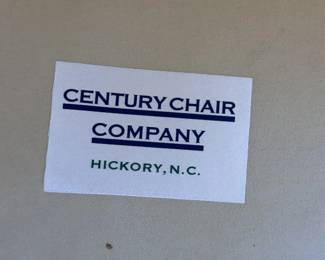 CENTURY CHAIR
COMPANY
HICKORY, N.C.